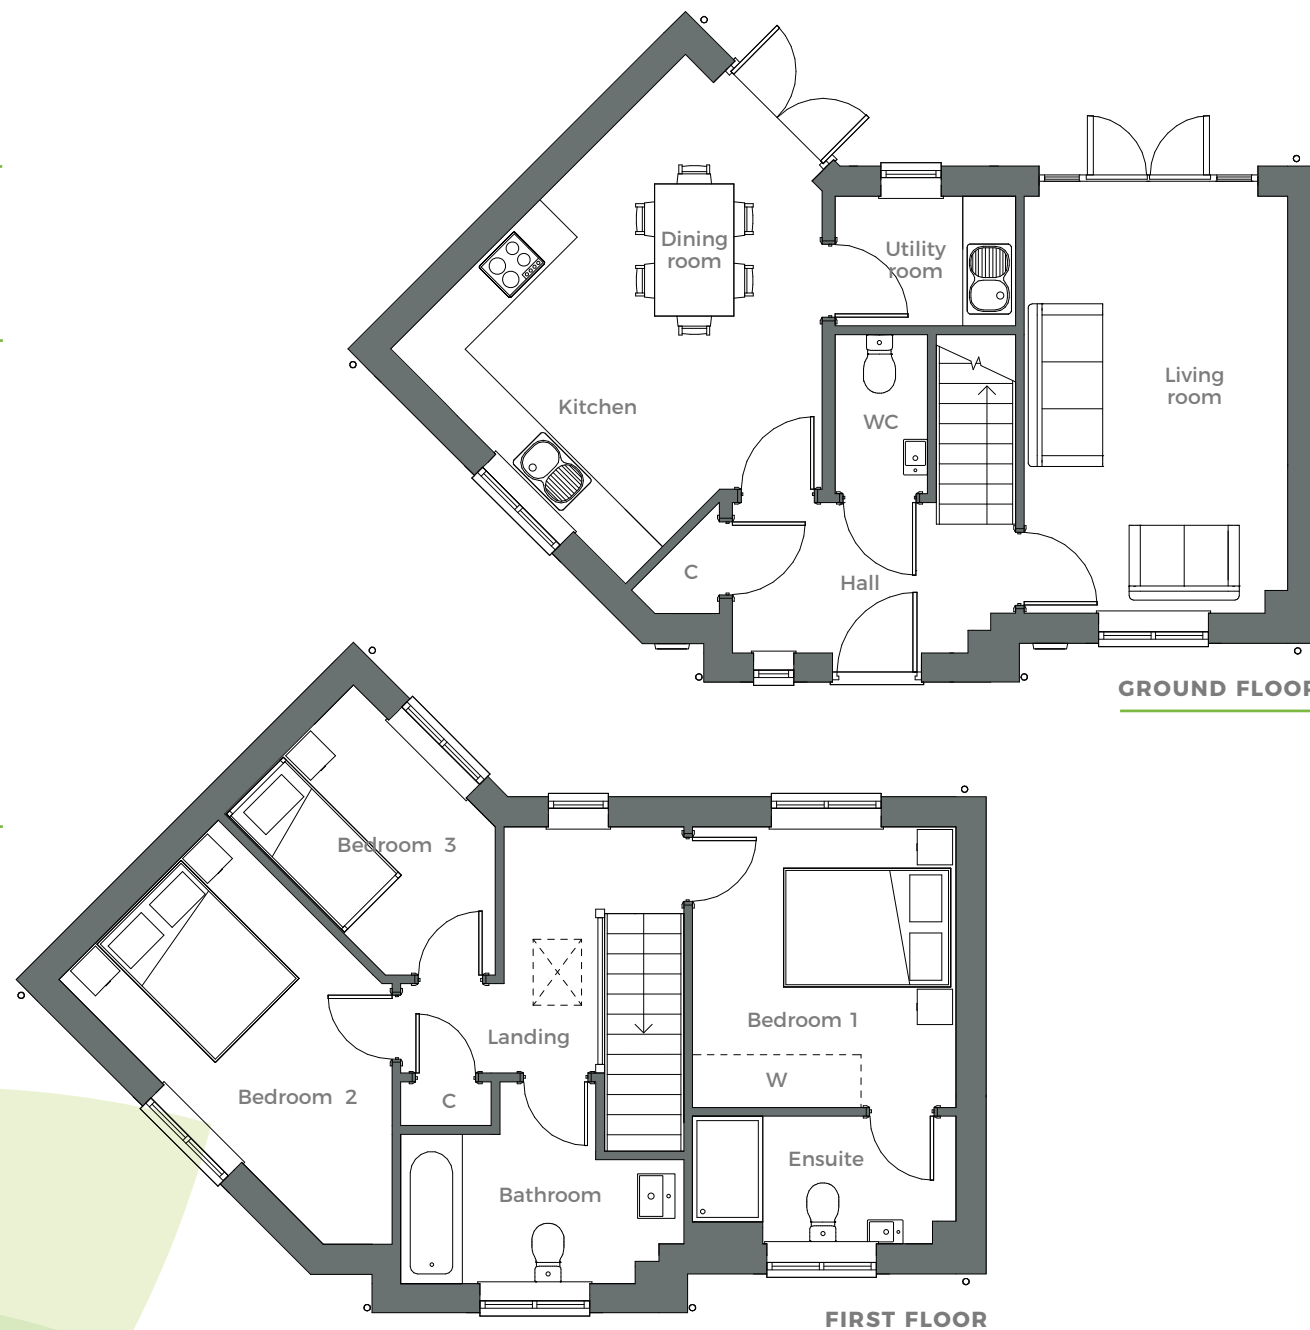 Dining
room
Utility
room
Living
room
Kitchen
WC
C
Hall
GROUND FLOOR
Bedroom 3
Landing
Bedroom 1
W
Bedroom 2
C
Ensuite
Bathroom
FIRST FLOOR